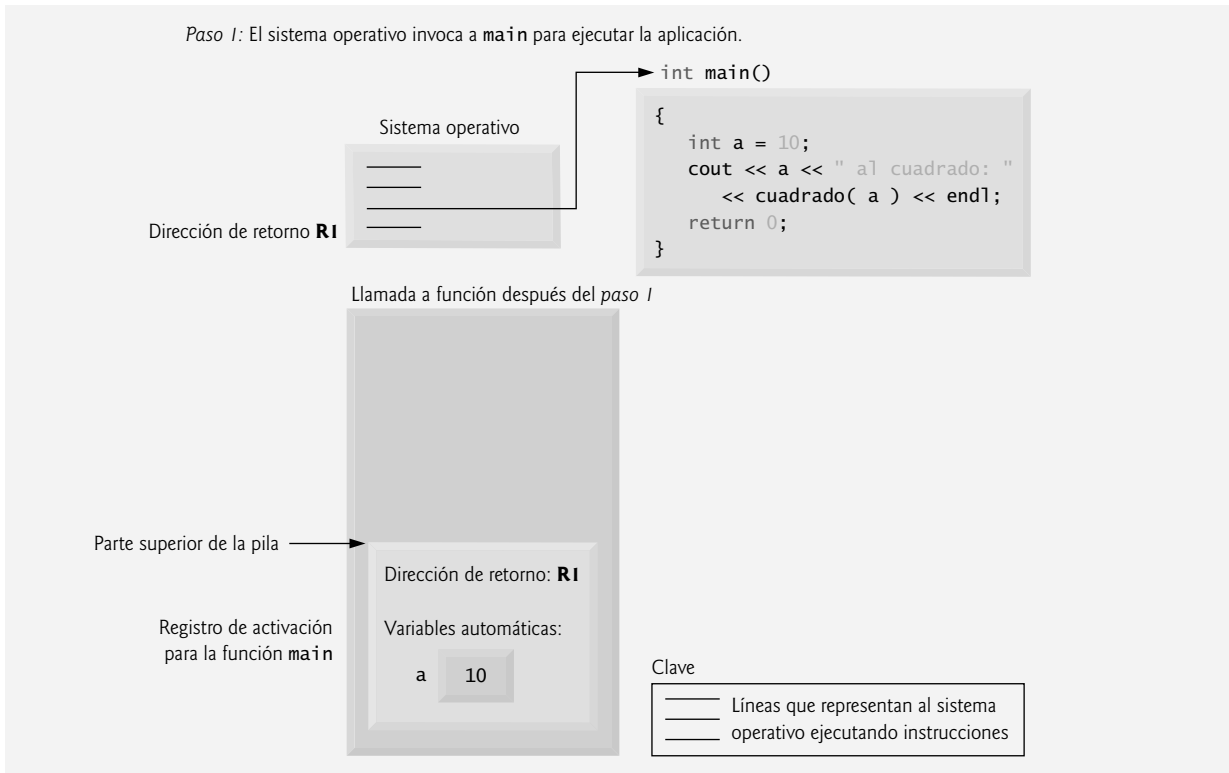 Paso 1: El sistema operativo invoca a main para ejecutar la aplicación.
int main()
{
int a = 10;
cout << a << " al cuadrado: "
<< cuadrado( a ) << endl;
return 0;
}
Sistema operativo
Dirección de retorno R1
Llamada a función después del paso 1
Parte superior de la pila
Dirección de retorno: R1
Registro de activación
para la función main
Variables automáticas:
a 10
Clave
Líneas que representan al sistema
operativo ejecutando instrucciones